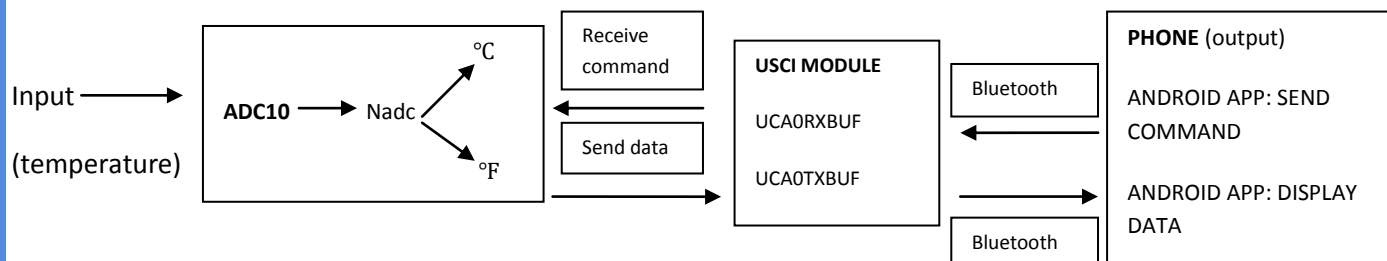 Input
(temperature)
ADC10
Nadc
°C
°F
Receive
command
Send data
USCI MODULE
UCA0RXBUF
UCA0TXBUF
Bluetooth
Bluetooth
PHONE (output)
ANDROID APP: SEND
COMMAND
ANDROID APP: DISPLAY
DATA